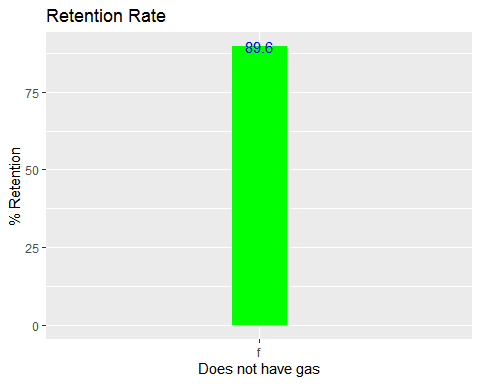 Retention Rate
89.6
75
50
25
0
% Retention
f
Does not have gas